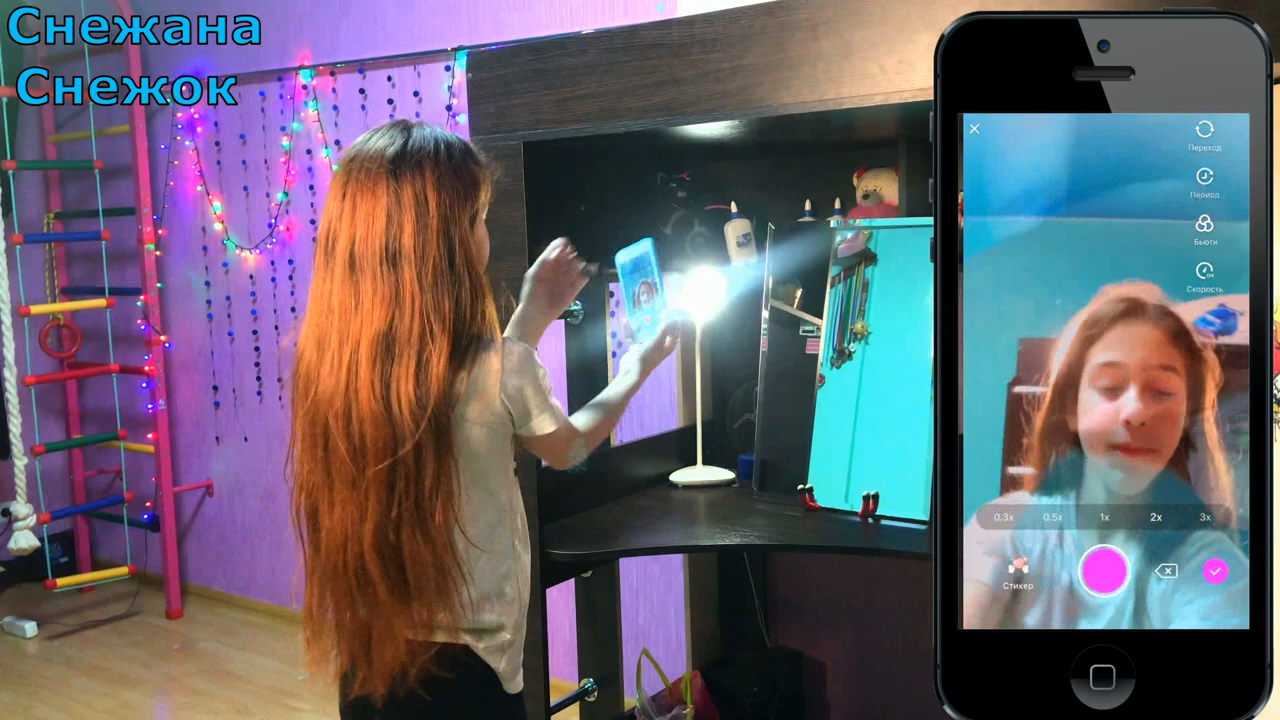 Снежана
Снежок
Переход
Период
Бьюти
Скорость
0.3x 0.5x 1x 2x 3x
Стикер